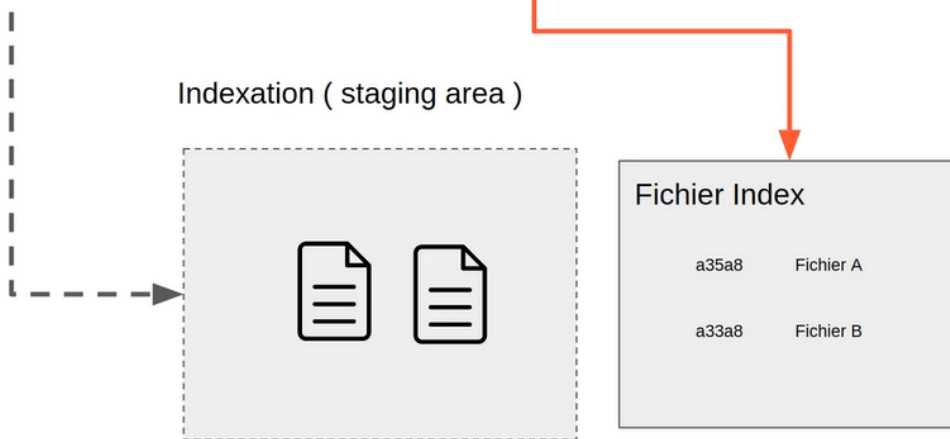 Indexation ( staging area )
Fichier Index
a35a8 Fichier A
a33a8 Fichier B